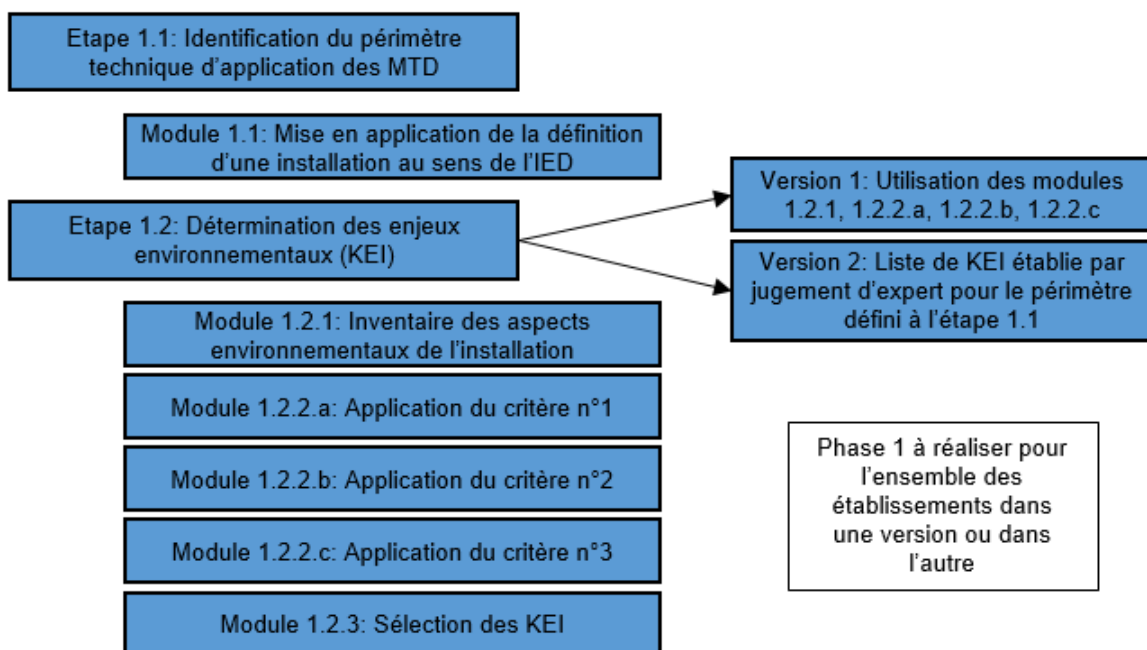 Etape 1.1: Identification du périmètre
technique d'application des MTD
Module 1.1: Mise en application de la définition
d'une installation au sens de l'IED
Etape 1.2: Détermination des enjeux
environnementaux (KEI)
Version 1: Utilisation des modules
1.2.1, 1.2.2.a, 1.2.2.b, 1.2.2.c
Version 2: Liste de KEI établie par
jugement d'expert pour le périmètre
défini à l'étape 1.1
Module 1.2.1: Inventaire des aspects
environnementaux de l'installation
Module 1.2.2.a: Application du critère n°1
Module 1.2.2.b: Application du critère n°2
Module 1.2.2.c: Application du critère n°3
Module 1.2.3: Sélection des KEI
Phase 1 à réaliser pour
l'ensemble des
établissements dans
une version ou dans
l'autre